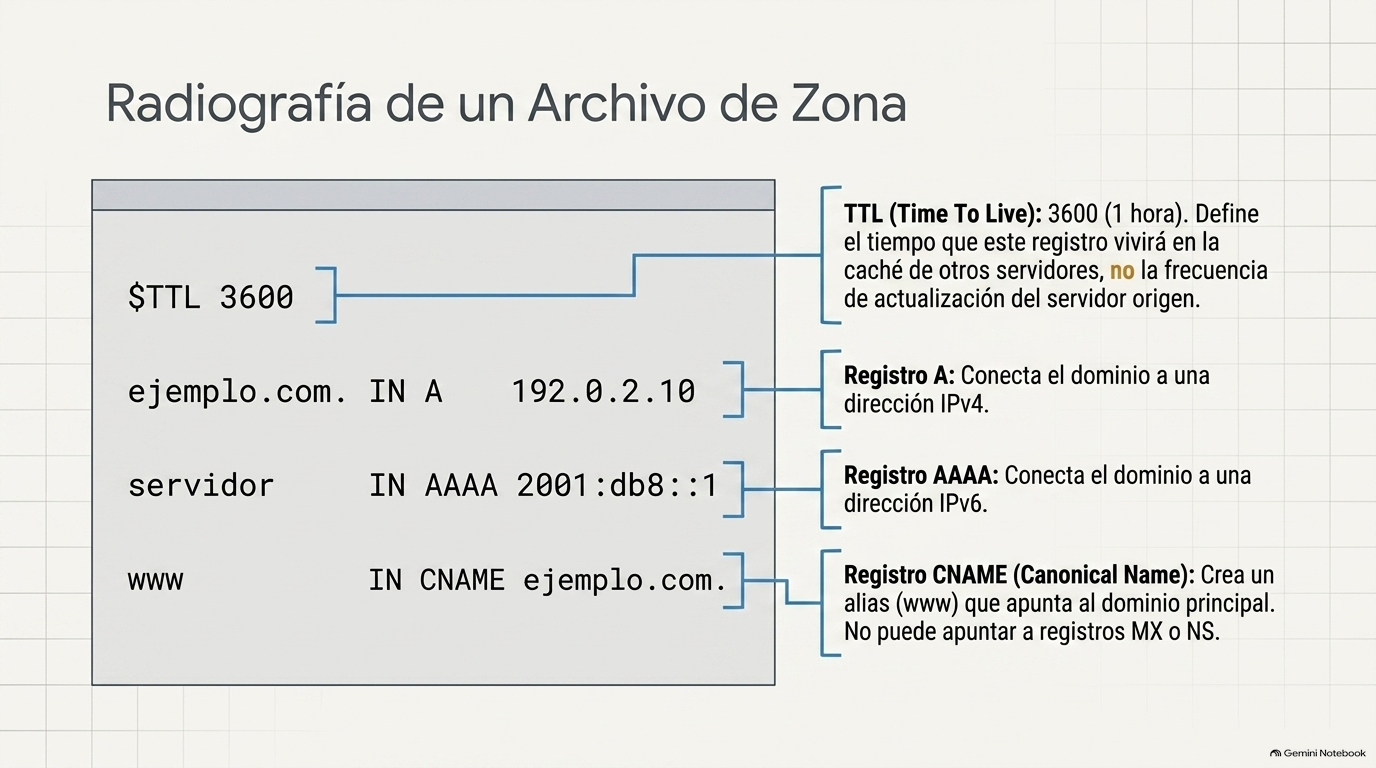 Radiografía de un Archivo de Zona
$TTL 3600
TTL (Time To Live): 3600 (1 hora). Define
el tiempo que este registro vivirá en la
caché de otros servidores, no la frecuencia
de actualización del servidor origen.
ejemplo.com. IN A 192.0.2.10
Registro A: Conecta el dominio a una
dirección IPv4.
servidor IN AAAA 2001:db8::1
Registro AAAA: Conecta el dominio a una
dirección IPv6.
www IN CNAME ejemplo.com.
Registro CNAME (Canonical Name): Crea un
alias (www) que apunta al dominio principal.
No puede apuntar a registros MX o NS.
Gemini Notebook